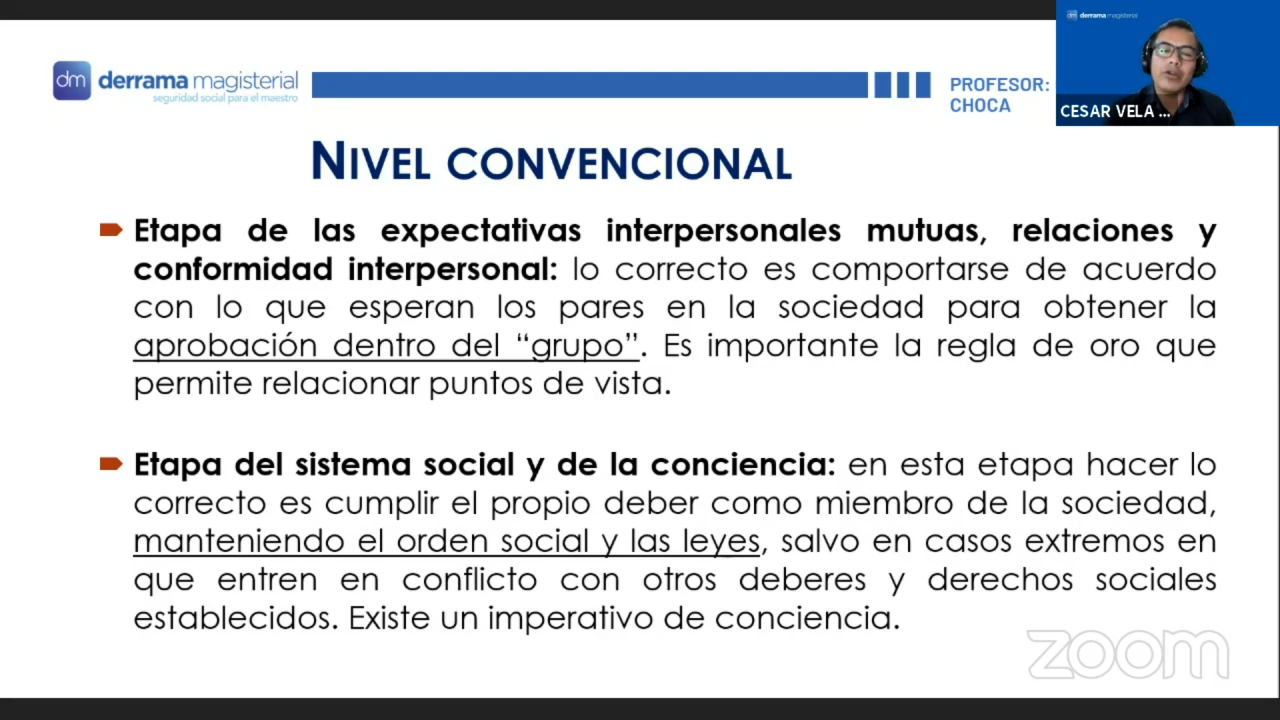 dm derrama magisterial
seguridad social para el maestro
PROFESOR:
CHOCA
dm derrama magisterial
CESAR VELA ...
NIVEL CONVENCIONAL
Etapa de las expectativas interpersonales mutuas, relaciones y
conformidad interpersonal: lo correcto es comportarse de acuerdo
con lo que esperan los pares en la sociedad para obtener la
aprobación dentro del “grupo”. Es importante la regla de oro que
permite relacionar puntos de vista.
Etapa del sistema social y de la conciencia: en esta etapa hacer lo
correcto es cumplir el propio deber como miembro de la sociedad,
manteniendo el orden social y las leyes, salvo en casos extremos en
que entren en conflicto con otros deberes y derechos sociales
establecidos. Existe un imperativo de conciencia.
zoom